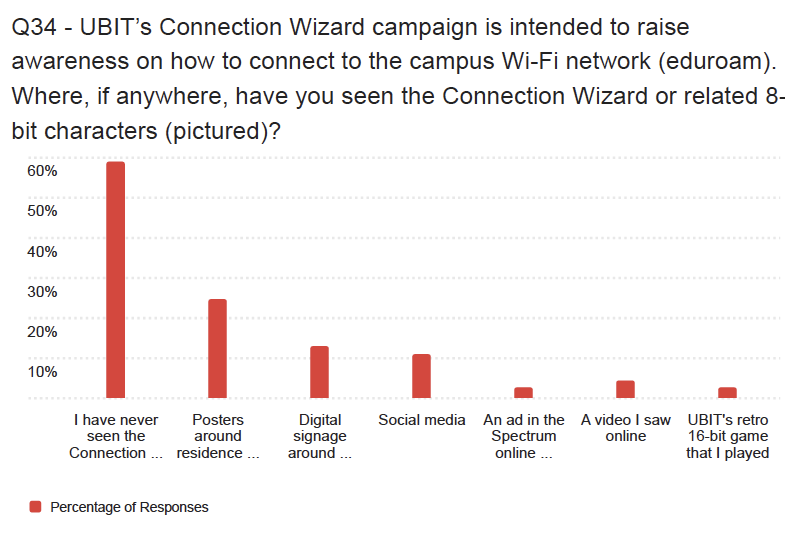 Q34 - UBIT’s Connection Wizard campaign is intended to raise
awareness on how to connect to the campus Wi-Fi network (eduroam).
Where, if anywhere, have you seen the Connection Wizard or related 8-
bit characters (pictured)?
60%
50%
40%
30%
20%
10%
I have never
seen the
Connection ...
Posters
around
residence ...
Digital
signage
around ...
Social media
An ad in the
Spectrum
online ...
A video I saw
online
UBIT's retro
16-bit game
that I played
Percentage of Responses